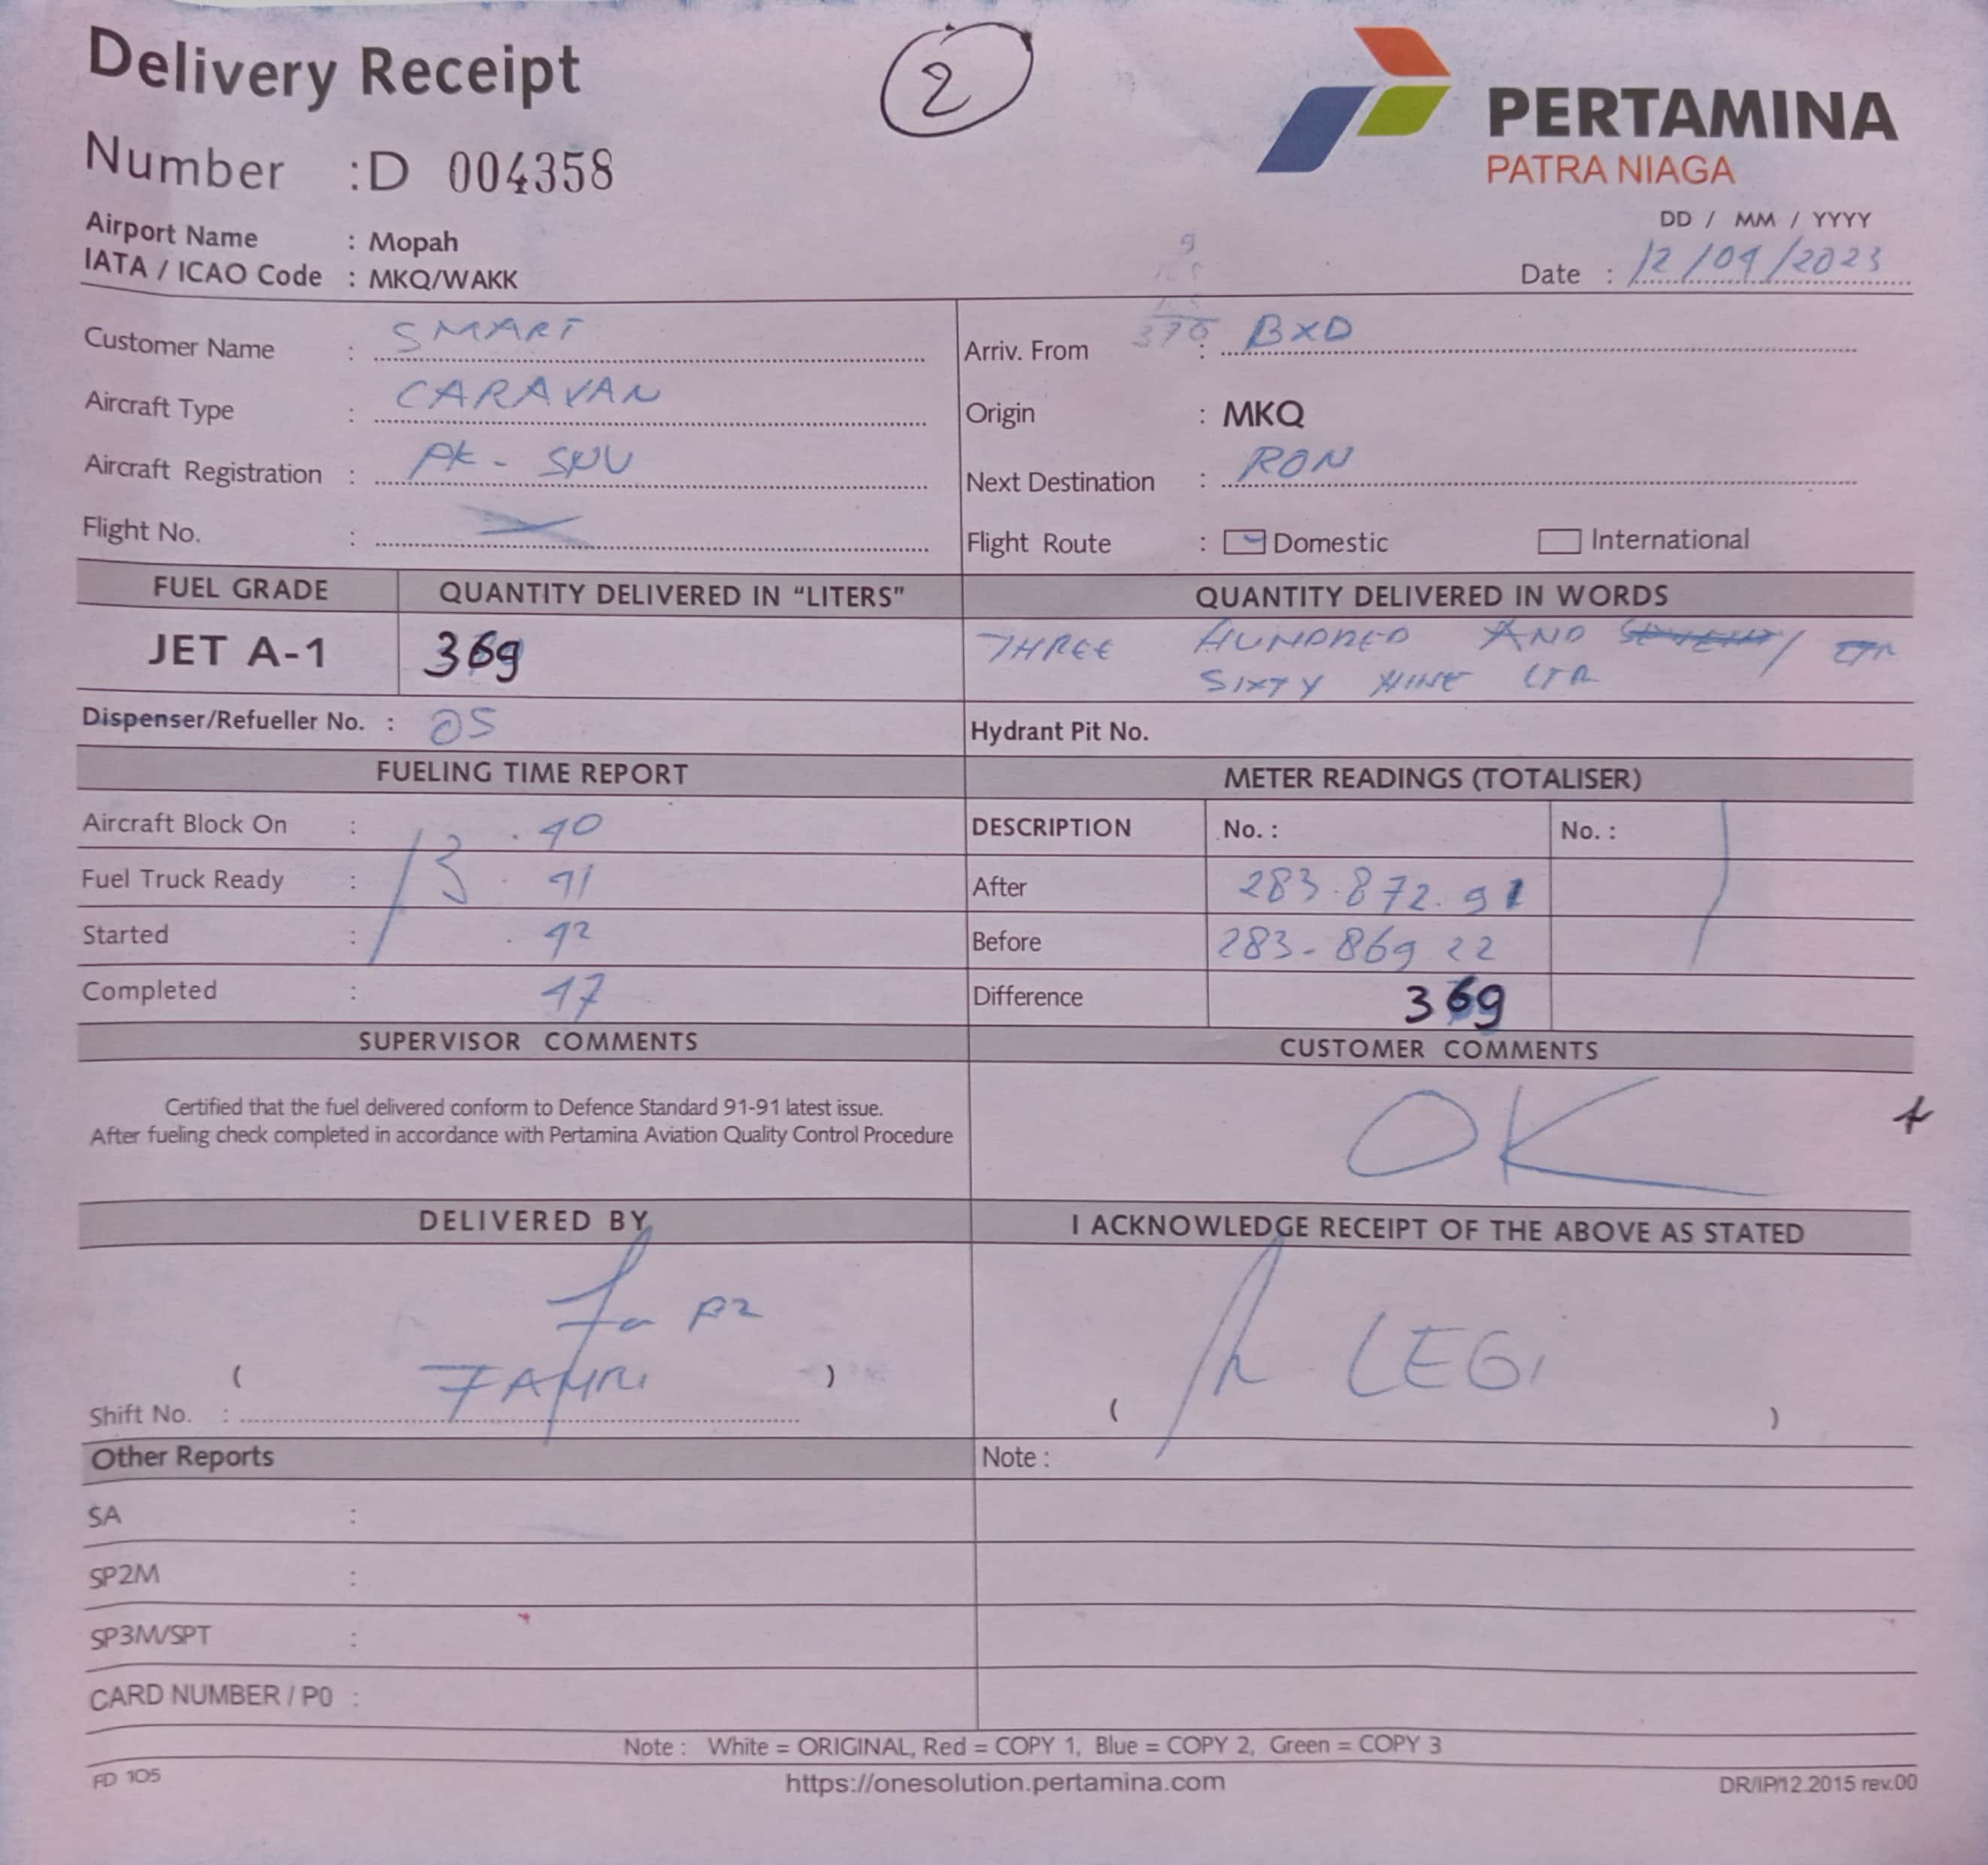 Delivery Receipt
2
PERTAMINA
PATRA NIAGA
Number : D 004358
DD / MM / YYYY
Airport Name : Mopah
IATA / ICAO Code : MKQ/WAKK
Date : 12/04/2023
Customer Name : SMART
Arriv. From : BXD
370
Aircraft Type : CARAVAN
Origin : MKQ
Aircraft Registration : PK -
Next Destination : RON
Flight No. :
Flight Route : Domestic International
FUEL GRADE QUANTITY DELIVERED IN "LITERS" QUANTITY DELIVERED IN WORDS
JET A-1 369 THREE HUNDRED AND
SIXTY NINE LTR
Dispenser/Refueller No. : 05 Hydrant Pit No.
FUELING TIME REPORT METER READINGS (TOTALISER)
Aircraft Block On : 13 . 40 DESCRIPTION No. : No. :
Fuel Truck Ready : . 41 After 283.872.91
Started : . 42 Before 283-869 22
Completed : 47 Difference 369
SUPERVISOR COMMENTS CUSTOMER COMMENTS
Certified that the fuel delivered conform to Defence Standard 91-91 latest issue.
After fueling check completed in accordance with Pertamina Aviation Quality Control Procedure
OK
DELIVERED BY I ACKNOWLEDGE RECEIPT OF THE ABOVE AS STATED
( FAHRI ) ( LEGI )
Shift No. :
Other Reports Note :
SA :
SP2M :
SP3M/SPT :
CARD NUMBER / P0 :
Note : White = ORIGINAL, Red = COPY 1, Blue = COPY 2, Green = COPY 3
FD 105 https://onesolution.pertamina.com DR/IP/12.2015 rev.00